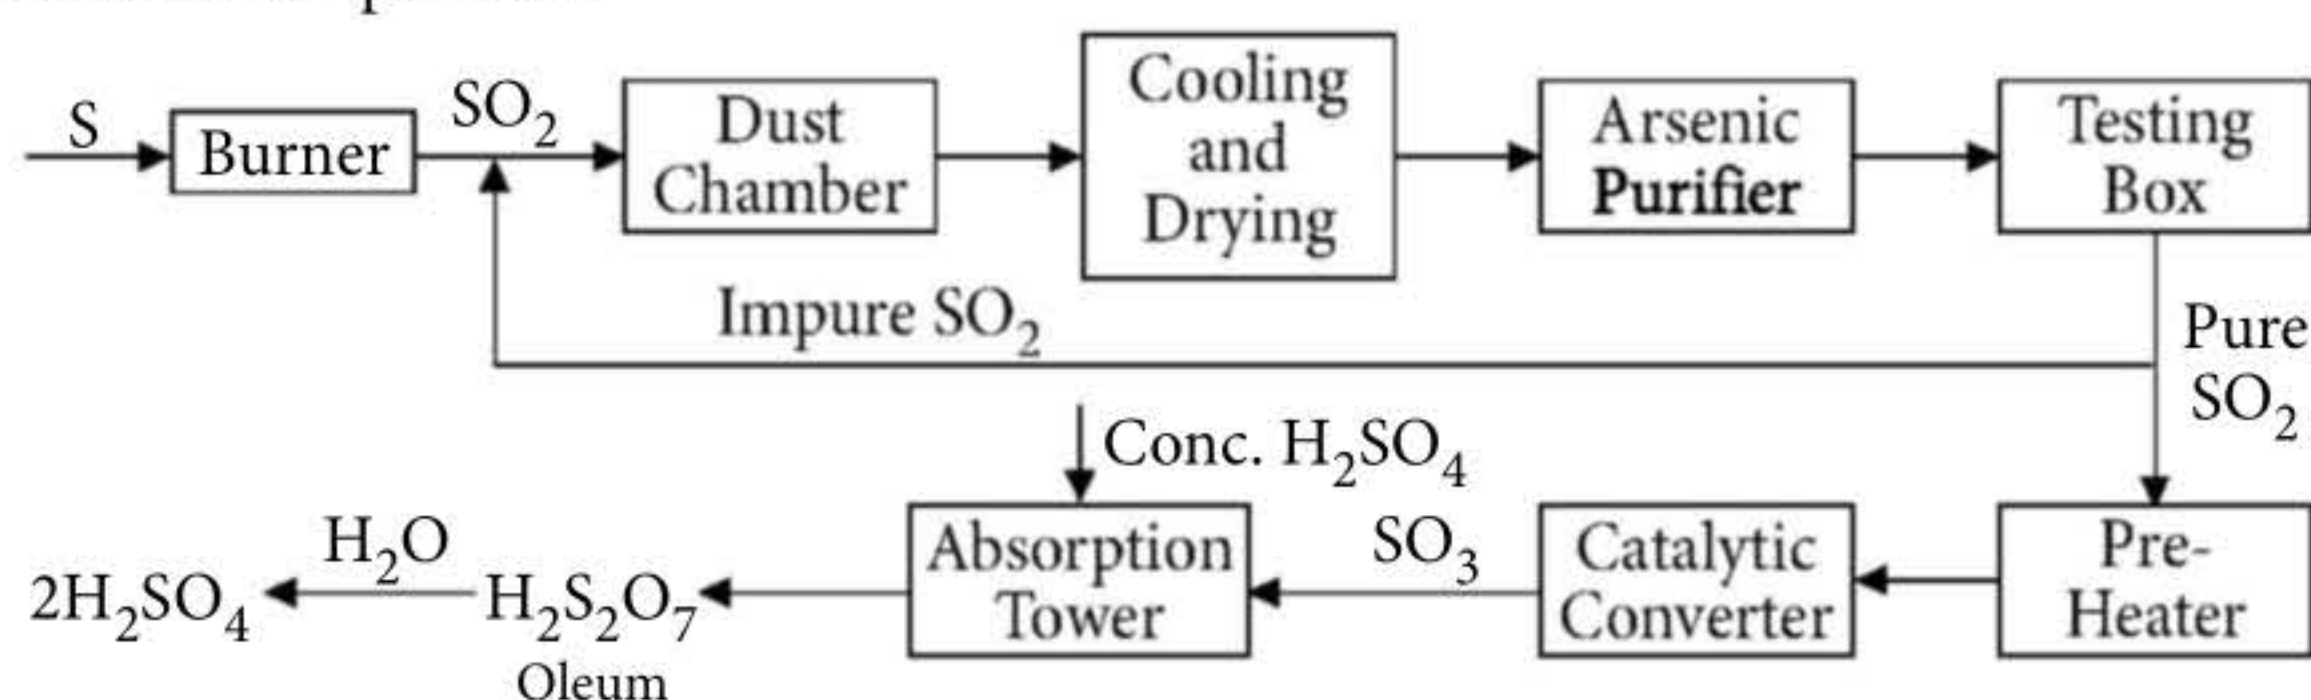 S
Burner
SO₂
Dust
Chamber
Cooling
and
Drying
Arsenic
Purifier
Testing
Box
Impure SO₂
Pure
SO₂
Conc. H₂SO₄
Pre-
Heater
Catalytic
Converter
SO₃
Absorption
Tower
H₂S₂O₇
Oleum
H₂O
2H₂SO₄